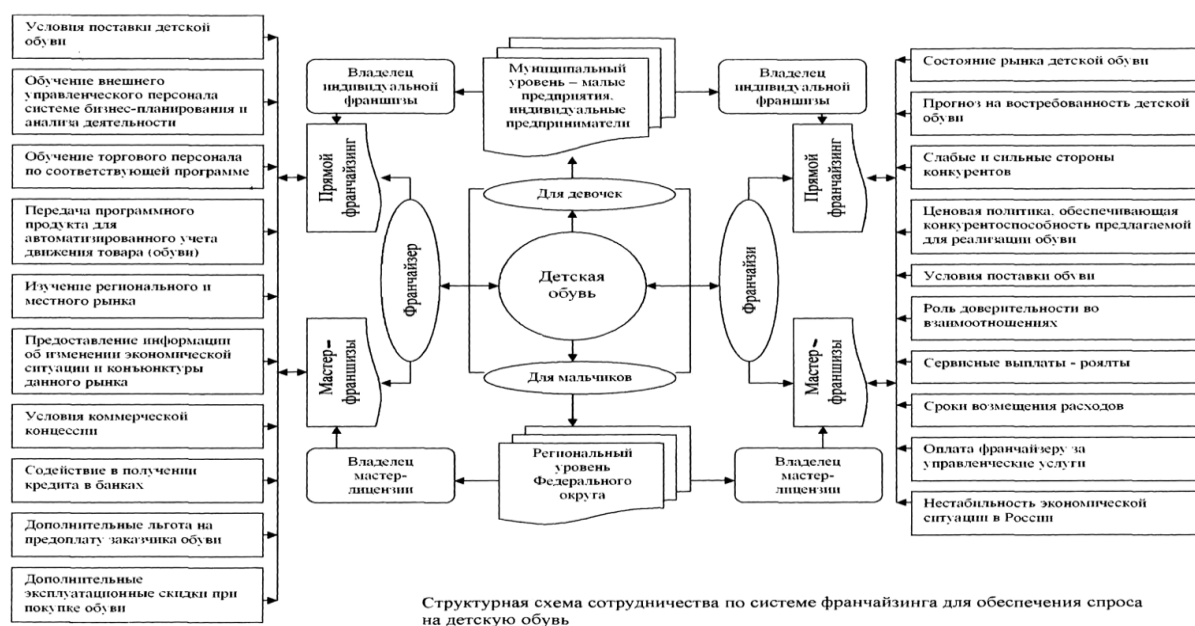 Условия поставки детской
обуви
Обучение внешнего
управленческого персонала
системе бизнес-планирования и
анализа деятельности
Обучение торгового персонала
по соответствующей программе
Передача программного
продукта для
автоматизированного учета
движения товара (обуви)
Изучение регионального и
местного рынка
Предоставление информации
об изменении экономической
ситуации и конъюнктуры
данного рынка
Условия коммерческой
концессии
Содействие в получении
кредита в банках
Дополнительные льгота на
предоплату заказчика обуви
Дополнительные
эксплуатационные скидки при
покупке обуви
Владелец
индивидуальной
франшизы
Прямой
франчайзинг
Франчайзер
Мастер-
франшизы
Владелец
мастер-
лицензии
Муниципальный
уровень – малые
предприятия,
индивидуальные
предприниматели
Для девочек
Детская
обувь
Для мальчиков
Региональный
уровень
Федерального
округа
Владелец
индивидуальной
франшизы
Прямой
франчайзинг
Франчайзи
Мастер-
франшизы
Владелец
мастер-
лицензии
Состояние рынка детской обуви
Прогноз на востребованность детской
обуви
Слабые и сильные стороны
конкурентов
Ценовая политика, обеспечивающая
конкурентоспособность предлагаемой
для реализации обуви
Условия поставки обуви
Роль доверительности во
взаимоотношениях
Сервисные выплаты - роялты
Сроки возмещения расходов
Оплата франчайзеру за
управленческие услуги
Нестабильность экономической
ситуации в России
Структурная схема сотрудничества по системе франчайзинга для обеспечения спроса
на детскую обувь